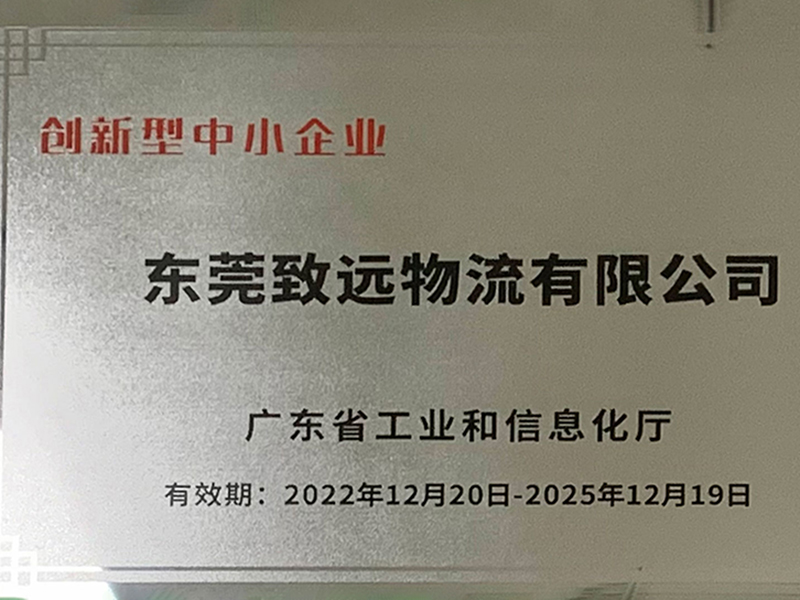 创新型中小企业
东莞致远物流有限公司
广东省工业和信息化厅
有效期：2022年12月20日-2025年12月19日